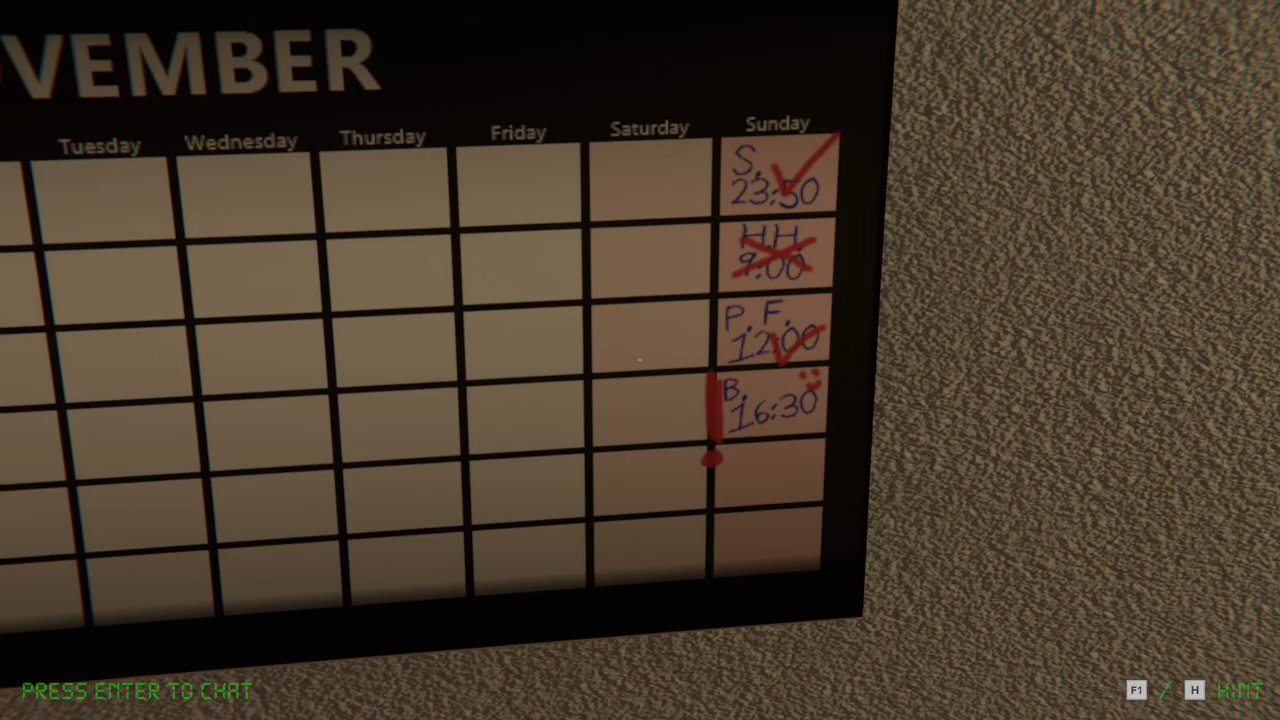 VEMBER
Tuesday Wednesday Thursday Friday Saturday Sunday
S.
23:50
H.H.
9:00
P. F.
12:00
B.
16:30
!
PRESS ENTER TO CHAT
F1 / H HINT